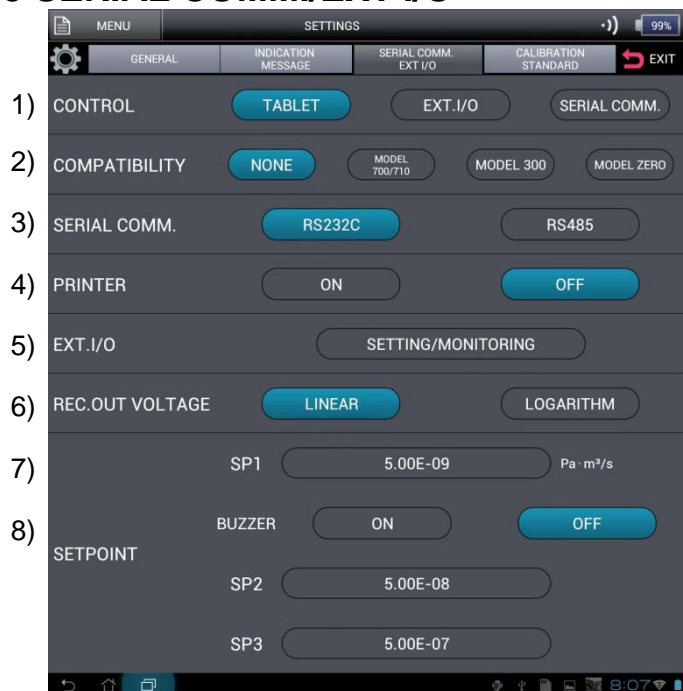 SERIAL COMM./EXT I/O
MENU SETTINGS 99%
GENERAL INDICATION MESSAGE SERIAL COMM. EXT I/O CALIBRATION STANDARD EXIT
1) CONTROL TABLET EXT.I/O SERIAL COMM.
2) COMPATIBILITY NONE MODEL 700/710 MODEL 300 MODEL ZERO
3) SERIAL COMM. RS232C RS485
4) PRINTER ON OFF
5) EXT.I/O SETTING/MONITORING
6) REC.OUT VOLTAGE LINEAR LOGARITHM
7) SP1 5.00E-09 Pa·m³/s
8) BUZZER ON OFF
SETPOINT
SP2 5.00E-08
SP3 5.00E-07
8:07